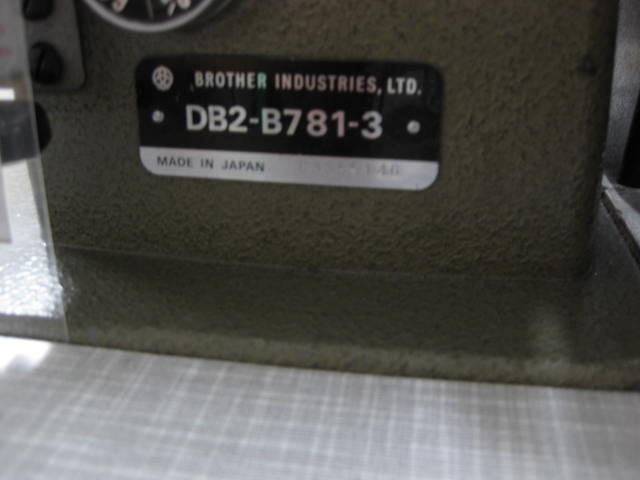 BROTHER INDUSTRIES, LTD.
DB2-B781-3
MADE IN JAPAN